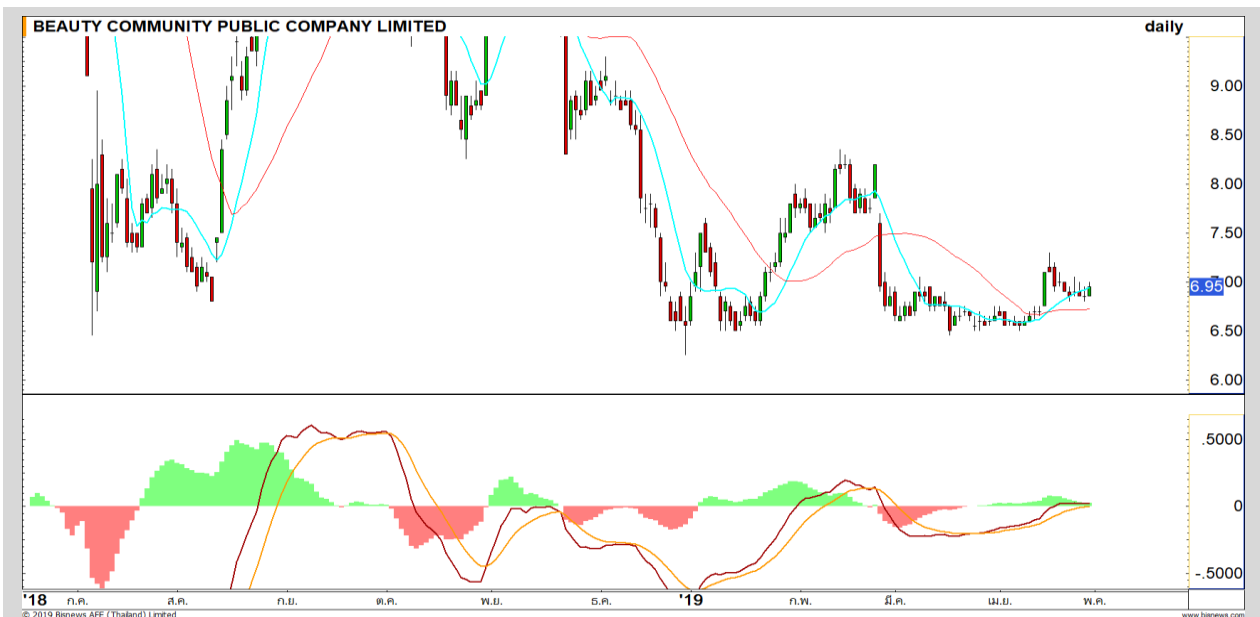 BEAUTY COMMUNITY PUBLIC COMPANY LIMITED
daily
9.00
8.50
8.00
7.50
7.00
6.95
6.50
6.00
.5000
0
-.5000
'18 ก.ค. ส.ค. ก.ย. ต.ค. พ.ย. ธ.ค. '19 ก.พ. มี.ค. เม.ย. พ.ค.
© 2019 Bisnews AFE (Thailand) Limited
www.bisnews.com